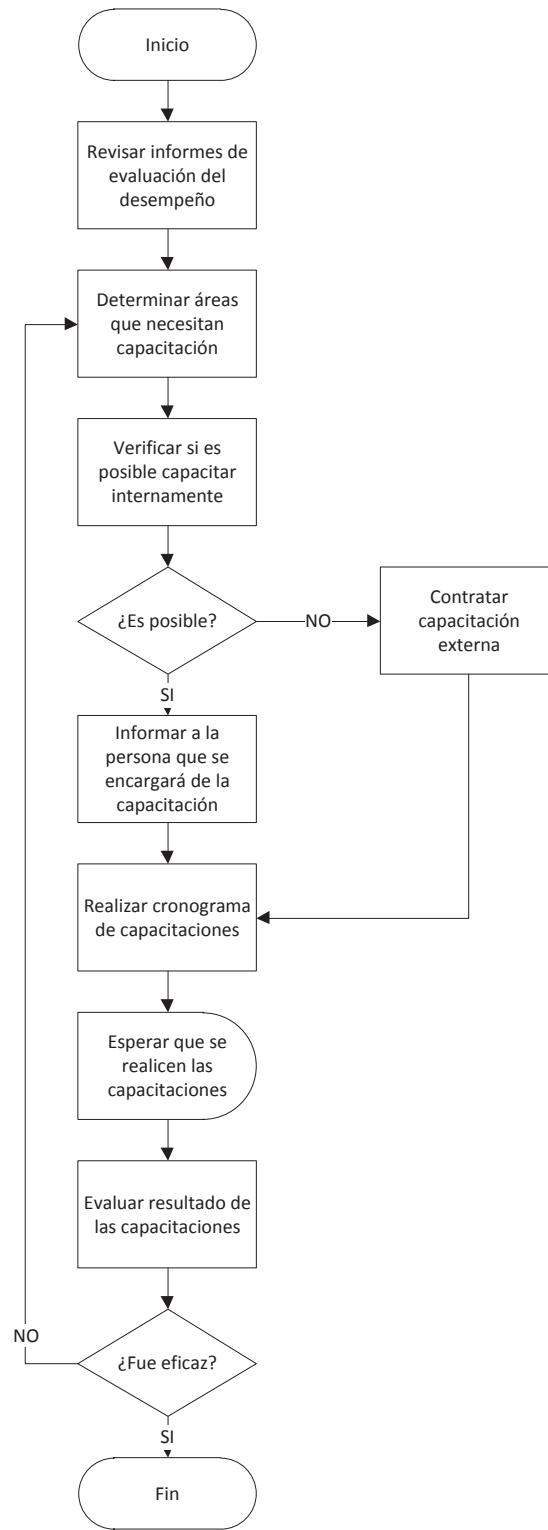 Inicio
Revisar informes de
evaluación del
desempeño
Determinar áreas
que necesitan
capacitación
Verificar si es
posible capacitar
internamente
¿Es posible?
NO
Contratar
capacitación
externa
SI
Informar a la
persona que se
encargará de la
capacitación
Realizar cronograma
de capacitaciones
Esperar que se
realicen las
capacitaciones
Evaluar resultado de
las capacitaciones
¿Fue eficaz?
NO
SI
Fin